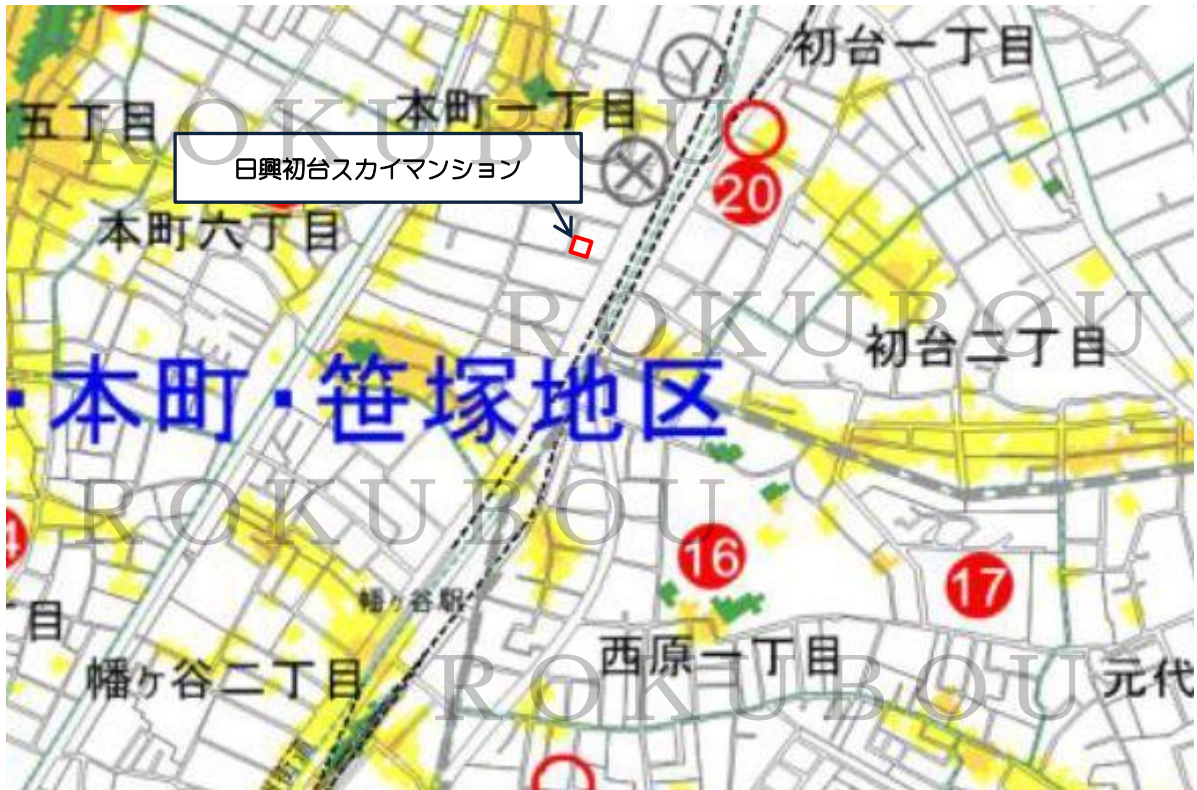 初台一丁目
Y
五丁目
本町一丁目
ROKUBOU
日興初台スカイマンション
20
本町六丁目
ROKUBOU
初台二丁目
・本町・笹塚地区
ROKUBOU
4
16
17
幡ヶ谷駅
一目
西原一丁目
幡ヶ谷二丁目
ROKUBOU
元代